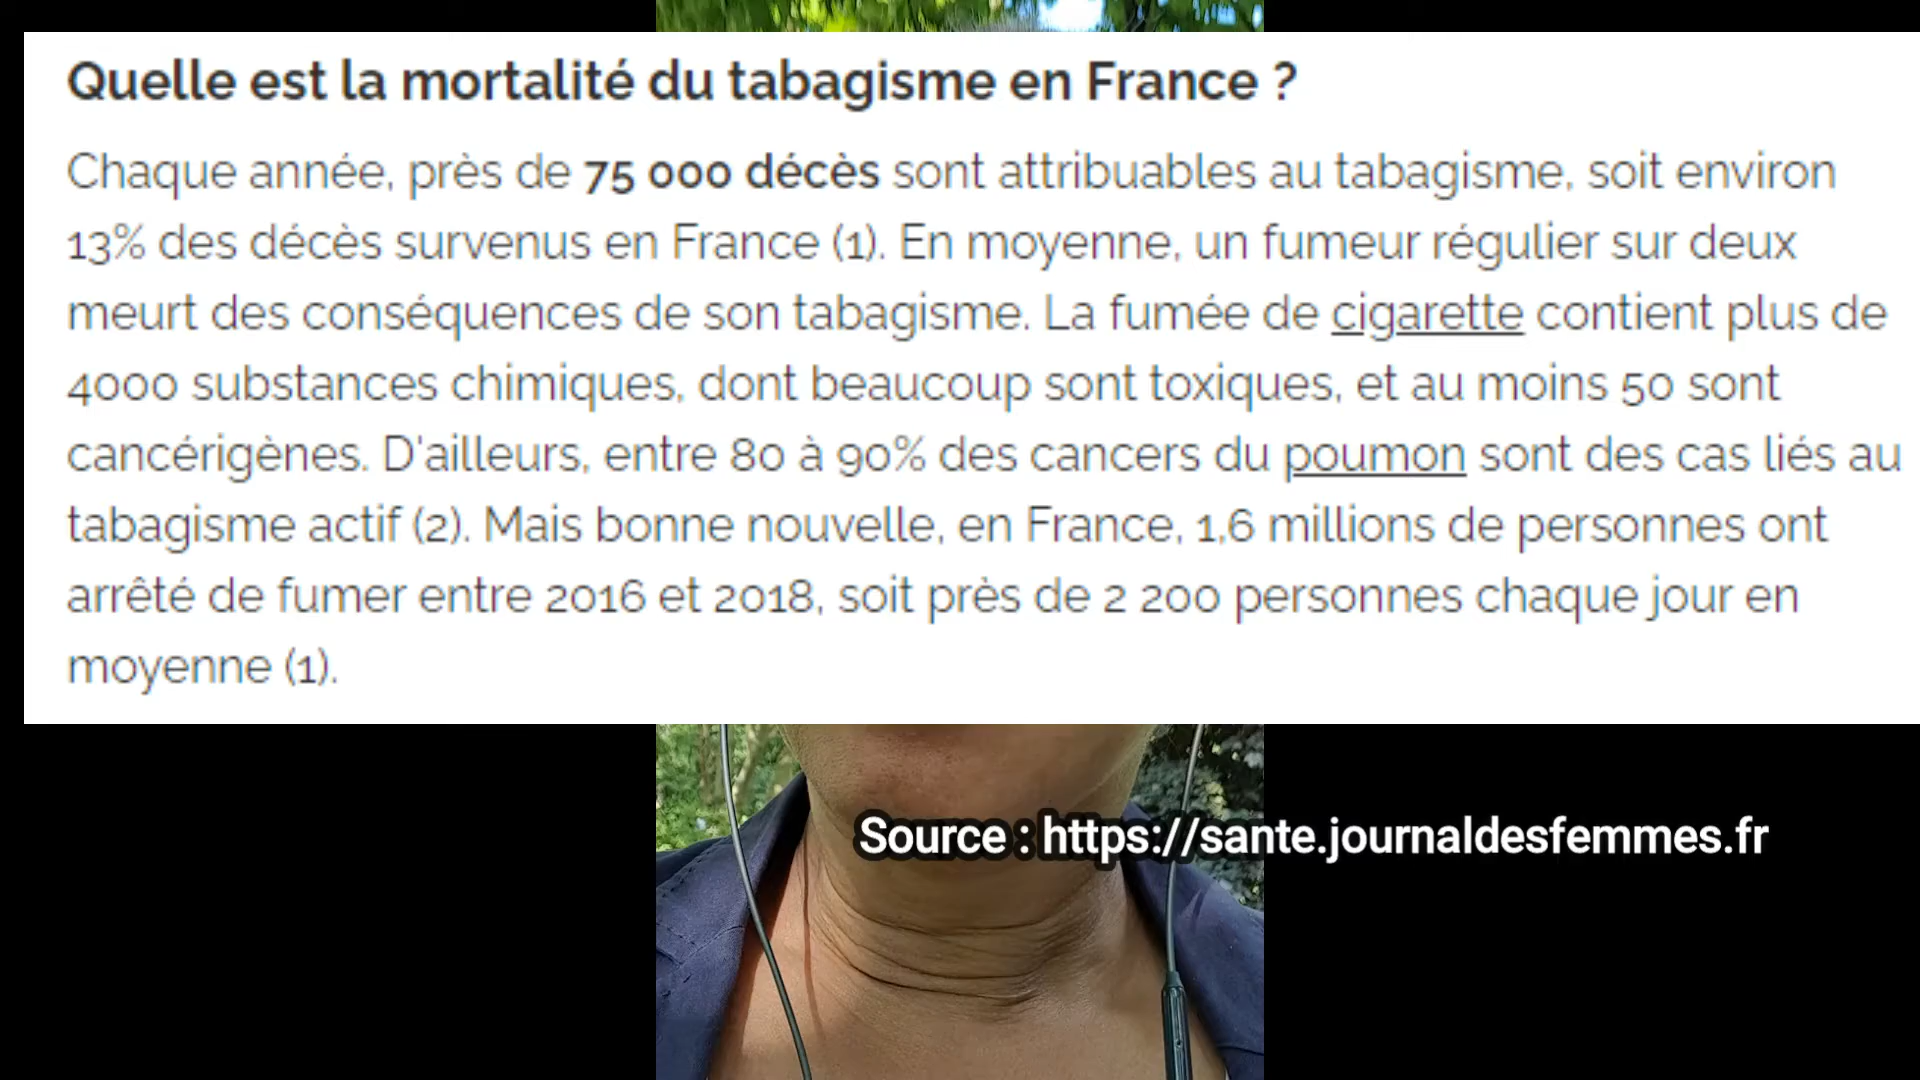 Quelle est la mortalité du tabagisme en France ?
Chaque année, près de 75 000 décès sont attribuables au tabagisme, soit environ
13% des décès survenus en France (1). En moyenne, un fumeur régulier sur deux
meurt des conséquences de son tabagisme. La fumée de cigarette contient plus de
4000 substances chimiques, dont beaucoup sont toxiques, et au moins 50 sont
cancérigènes. D'ailleurs, entre 80 à 90% des cancers du poumon sont des cas liés au
tabagisme actif (2). Mais bonne nouvelle, en France, 1,6 millions de personnes ont
arrêté de fumer entre 2016 et 2018, soit près de 2 200 personnes chaque jour en
moyenne (1).
Source : https://sante.journaldesfemmes.fr